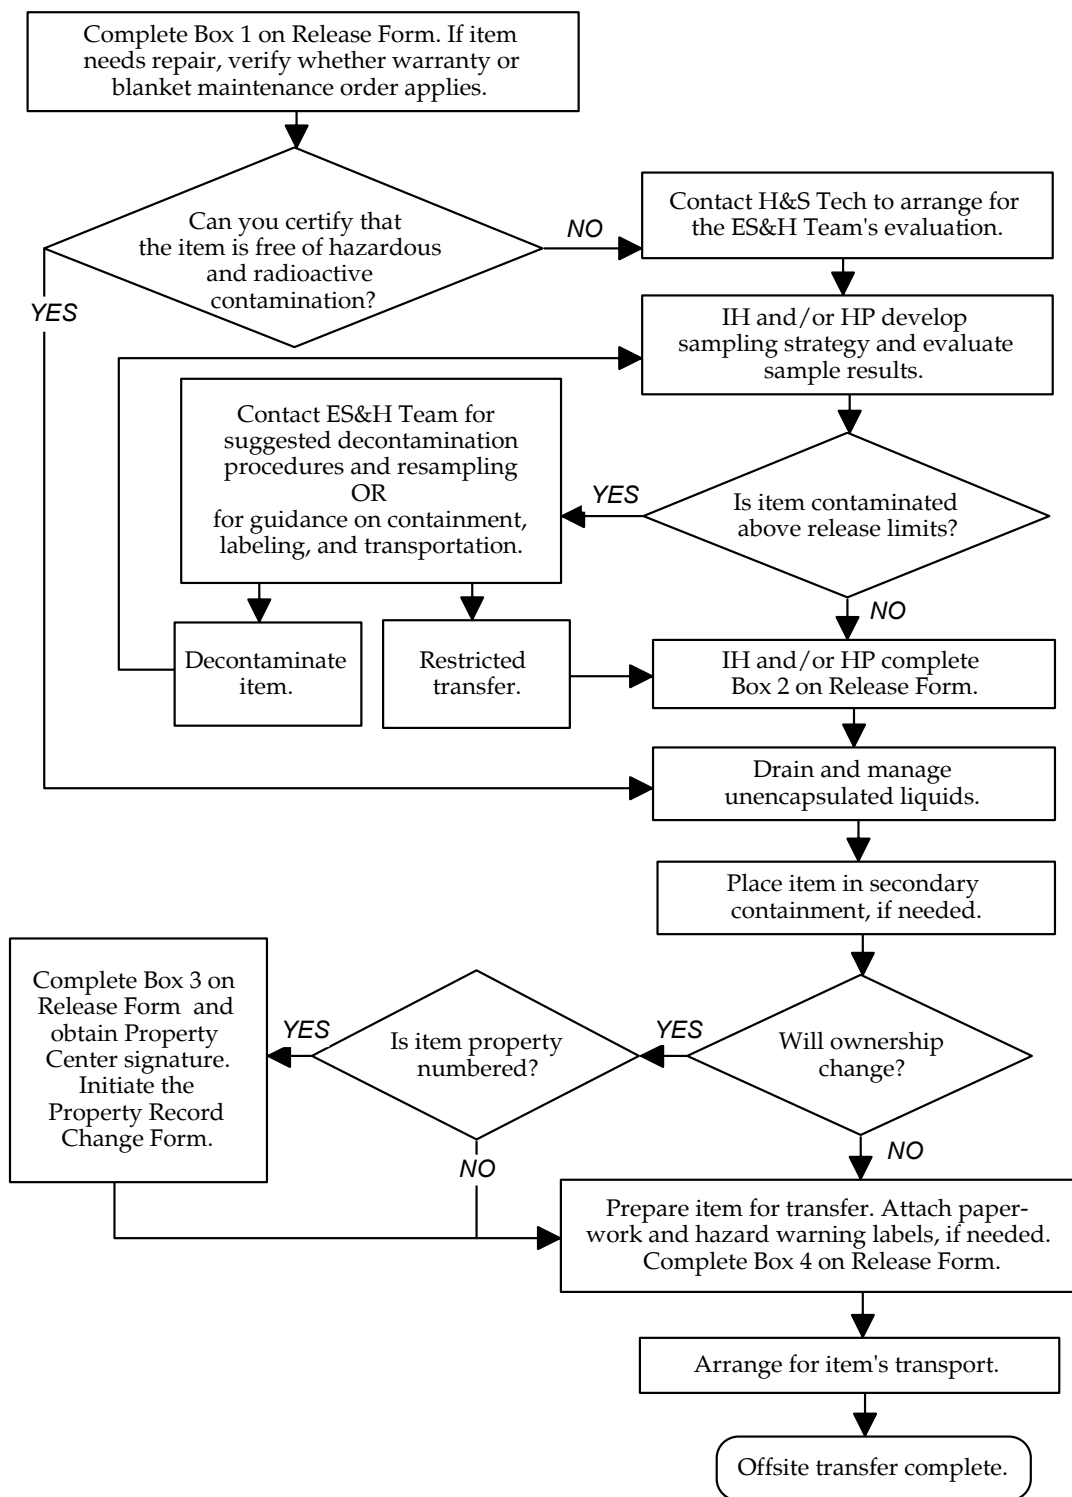 Complete Box 1 on Release Form. If item
needs repair, verify whether warranty or
blanket maintenance order applies.
Can you certify that
the item is free of hazardous
and radioactive
contamination?
NO
YES
Contact H&S Tech to arrange for
the ES&H Team's evaluation.
IH and/or HP develop
sampling strategy and evaluate
sample results.
Contact ES&H Team for
suggested decontamination
procedures and resampling
OR
for guidance on containment,
labeling, and transportation.
YES
Is item contaminated
above release limits?
NO
Decontaminate
item.
Restricted
transfer.
IH and/or HP complete
Box 2 on Release Form.
Drain and manage
unencapsulated liquids.
Place item in secondary
containment, if needed.
Complete Box 3 on
Release Form and
obtain Property
Center signature.
Initiate the
Property Record
Change Form.
YES
Is item property
numbered?
YES
Will ownership
change?
NO
NO
Prepare item for transfer. Attach paper-
work and hazard warning labels, if needed.
Complete Box 4 on Release Form.
Arrange for item's transport.
Offsite transfer complete.